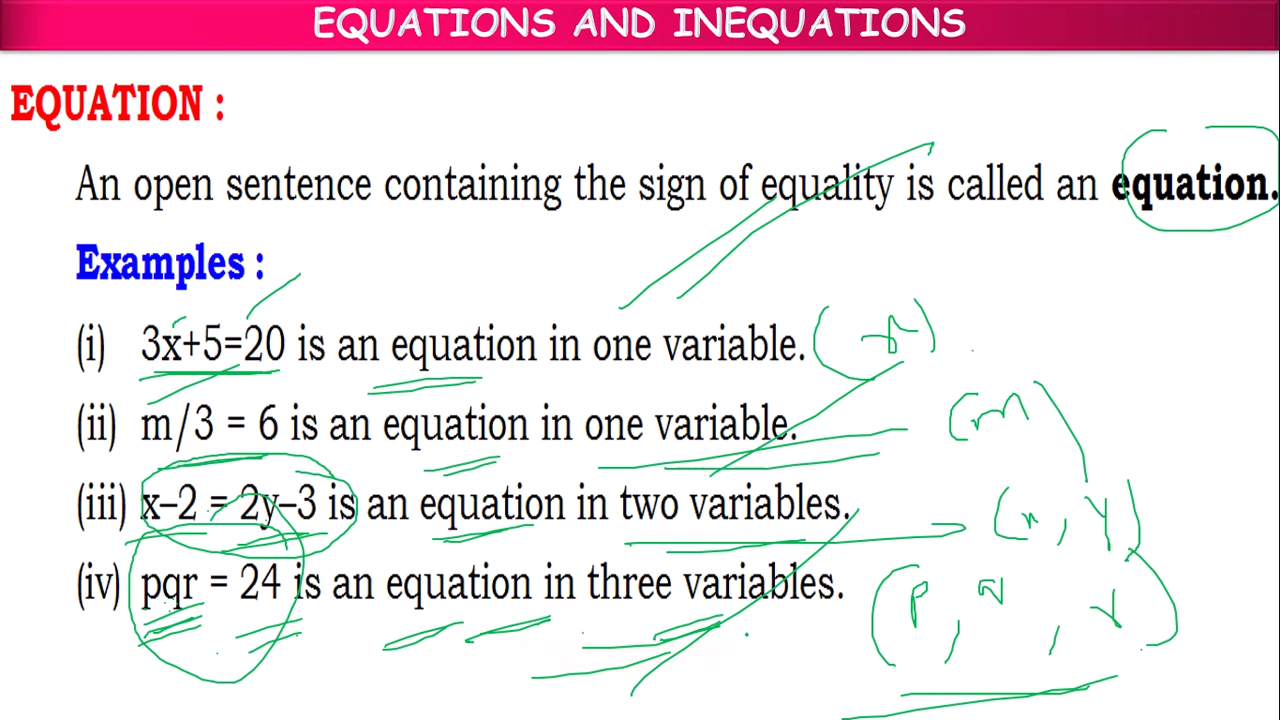 EQUATIONS AND INEQUATIONS
EQUATION :
An open sentence containing the sign of equality is called an equation.
Examples :
(i) 3x+5=20 is an equation in one variable. (x)
(ii) m/3 = 6 is an equation in one variable. (m)
(iii) x–2 = 2y–3 is an equation in two variables. (x, y)
(iv) pqr = 24 is an equation in three variables. (p, q, r)